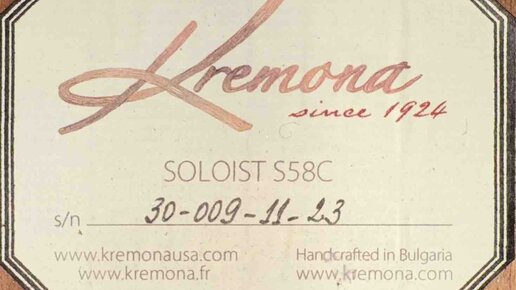 Kremona
since 1924
SOLOIST S58C
s/n 30-009-11-23
www.kremonausa.com Handcrafted in Bulgaria
www.kremona.fr www.kremona.com